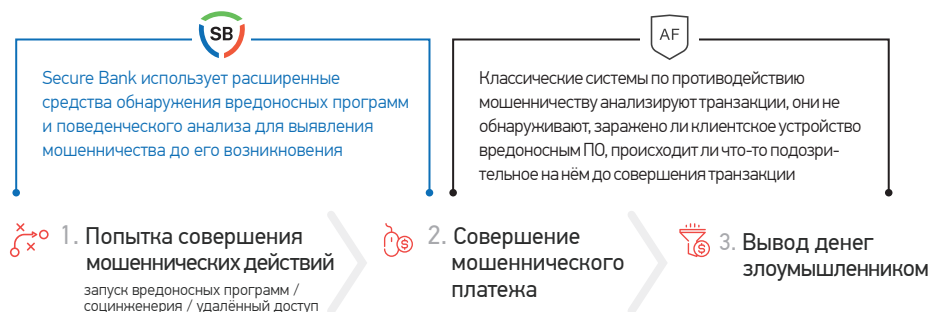 SB
Secure Bank использует расширенные
средства обнаружения вредоносных программ
и поведенческого анализа для выявления
мошенничества до его возникновения
AF
Классические системы по противодействию
мошенничеству анализируют транзакции, они не
обнаруживают, заражено ли клиентское устройство
вредоносным ПО, происходит ли что-то подозри-
тельное на нём до совершения транзакции
1. Попытка совершения
мошеннических действий
запуск вредоносных программ /
социнженерия / удалённый доступ
2. Совершение
мошеннического
платежа
3. Вывод денег
злоумышленником